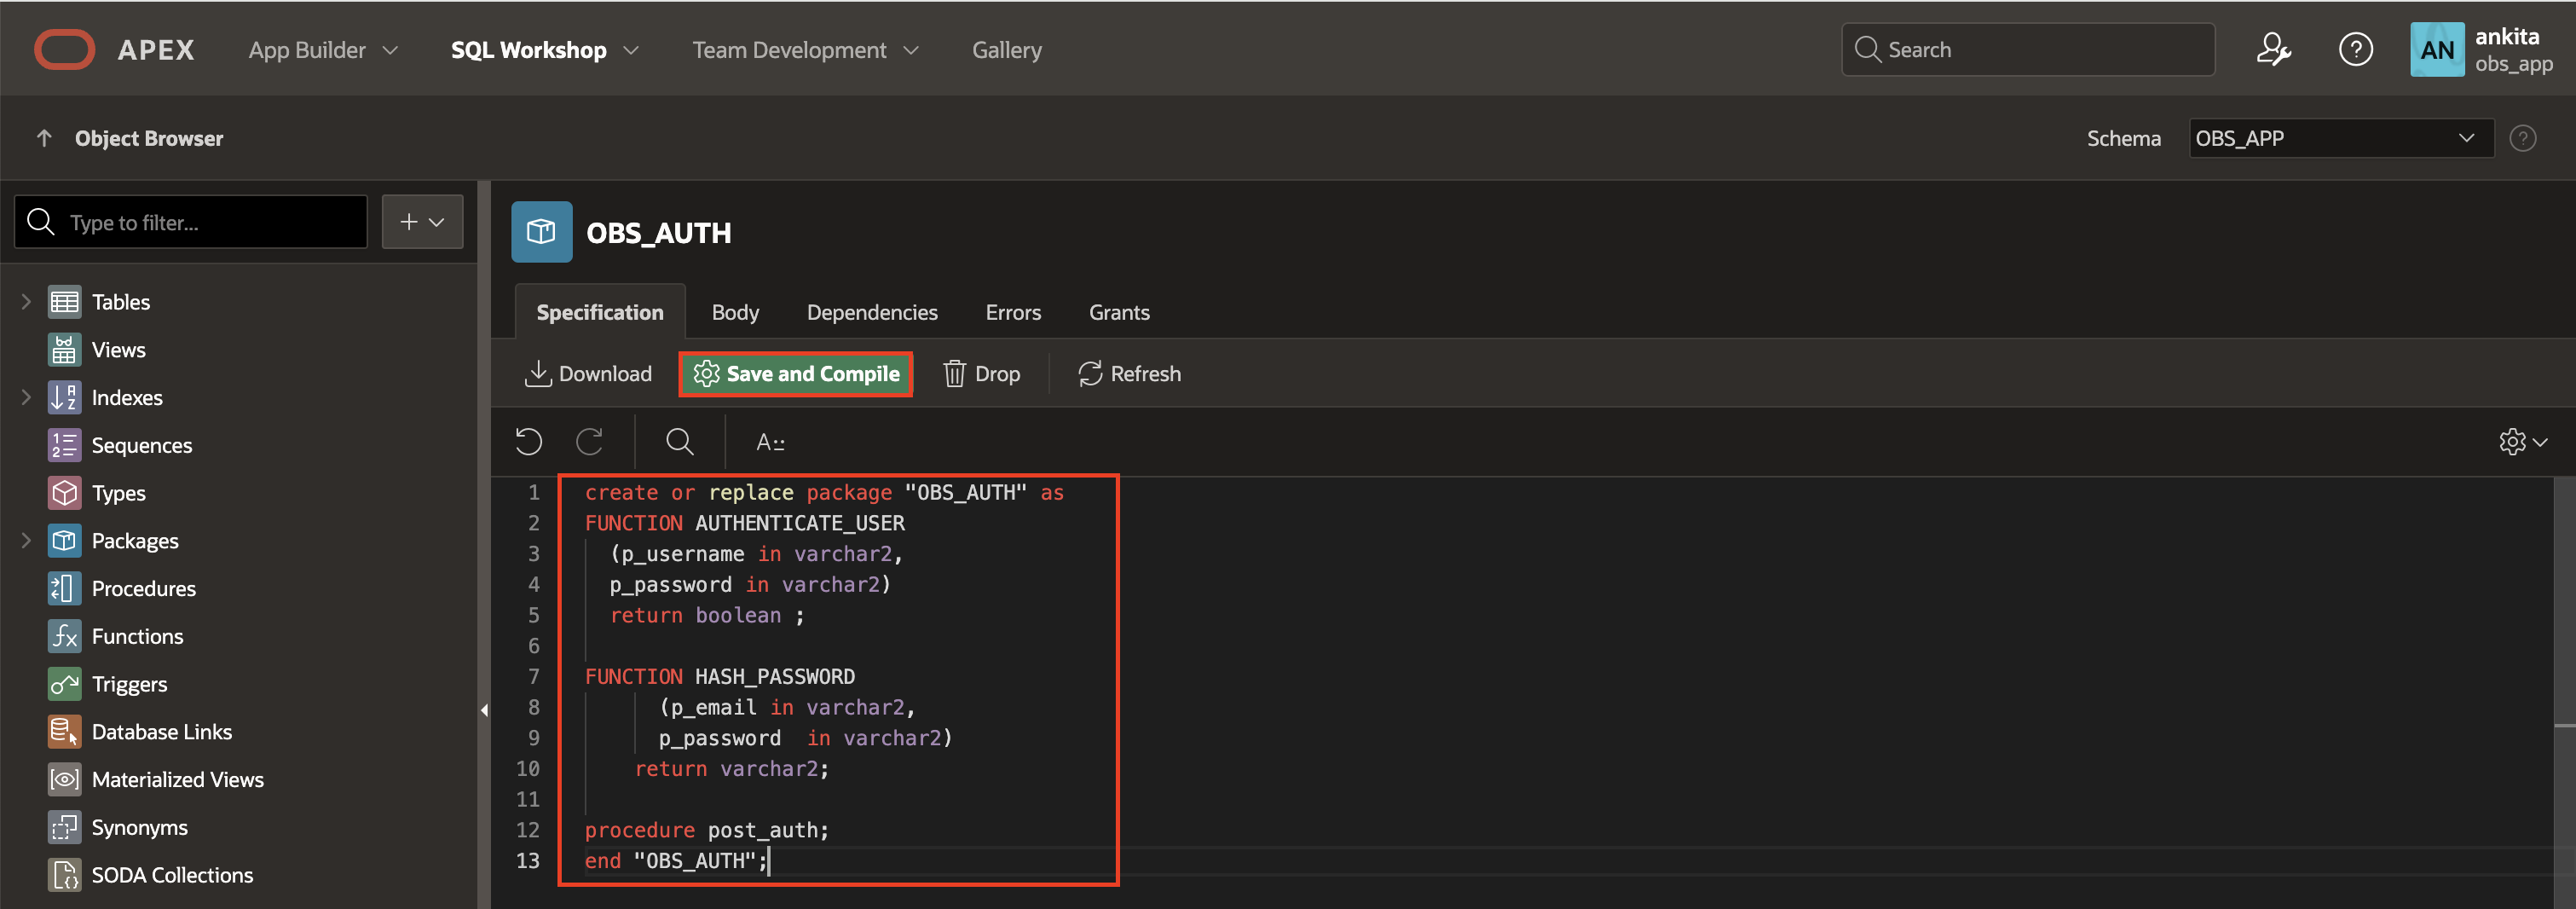 APEX App Builder SQL Workshop Team Development Gallery Search ankita
AN obs_app
Object Browser Schema OBS_APP
Type to filter...
OBS_AUTH
Tables
Views
Indexes
Sequences
Types
Packages
Procedures
Functions
Triggers
Database Links
Materialized Views
Synonyms
SODA Collections
Specification Body Dependencies Errors Grants
Download Save and Compile Drop Refresh
1 create or replace package "OBS_AUTH" as
2 FUNCTION AUTHENTICATE_USER
3 (p_username in varchar2,
4 p_password in varchar2)
5 return boolean ;
6
7 FUNCTION HASH_PASSWORD
8 (p_email in varchar2,
9 p_password  in varchar2)
10 return varchar2;
11
12 procedure post_auth;
13 end "OBS_AUTH";